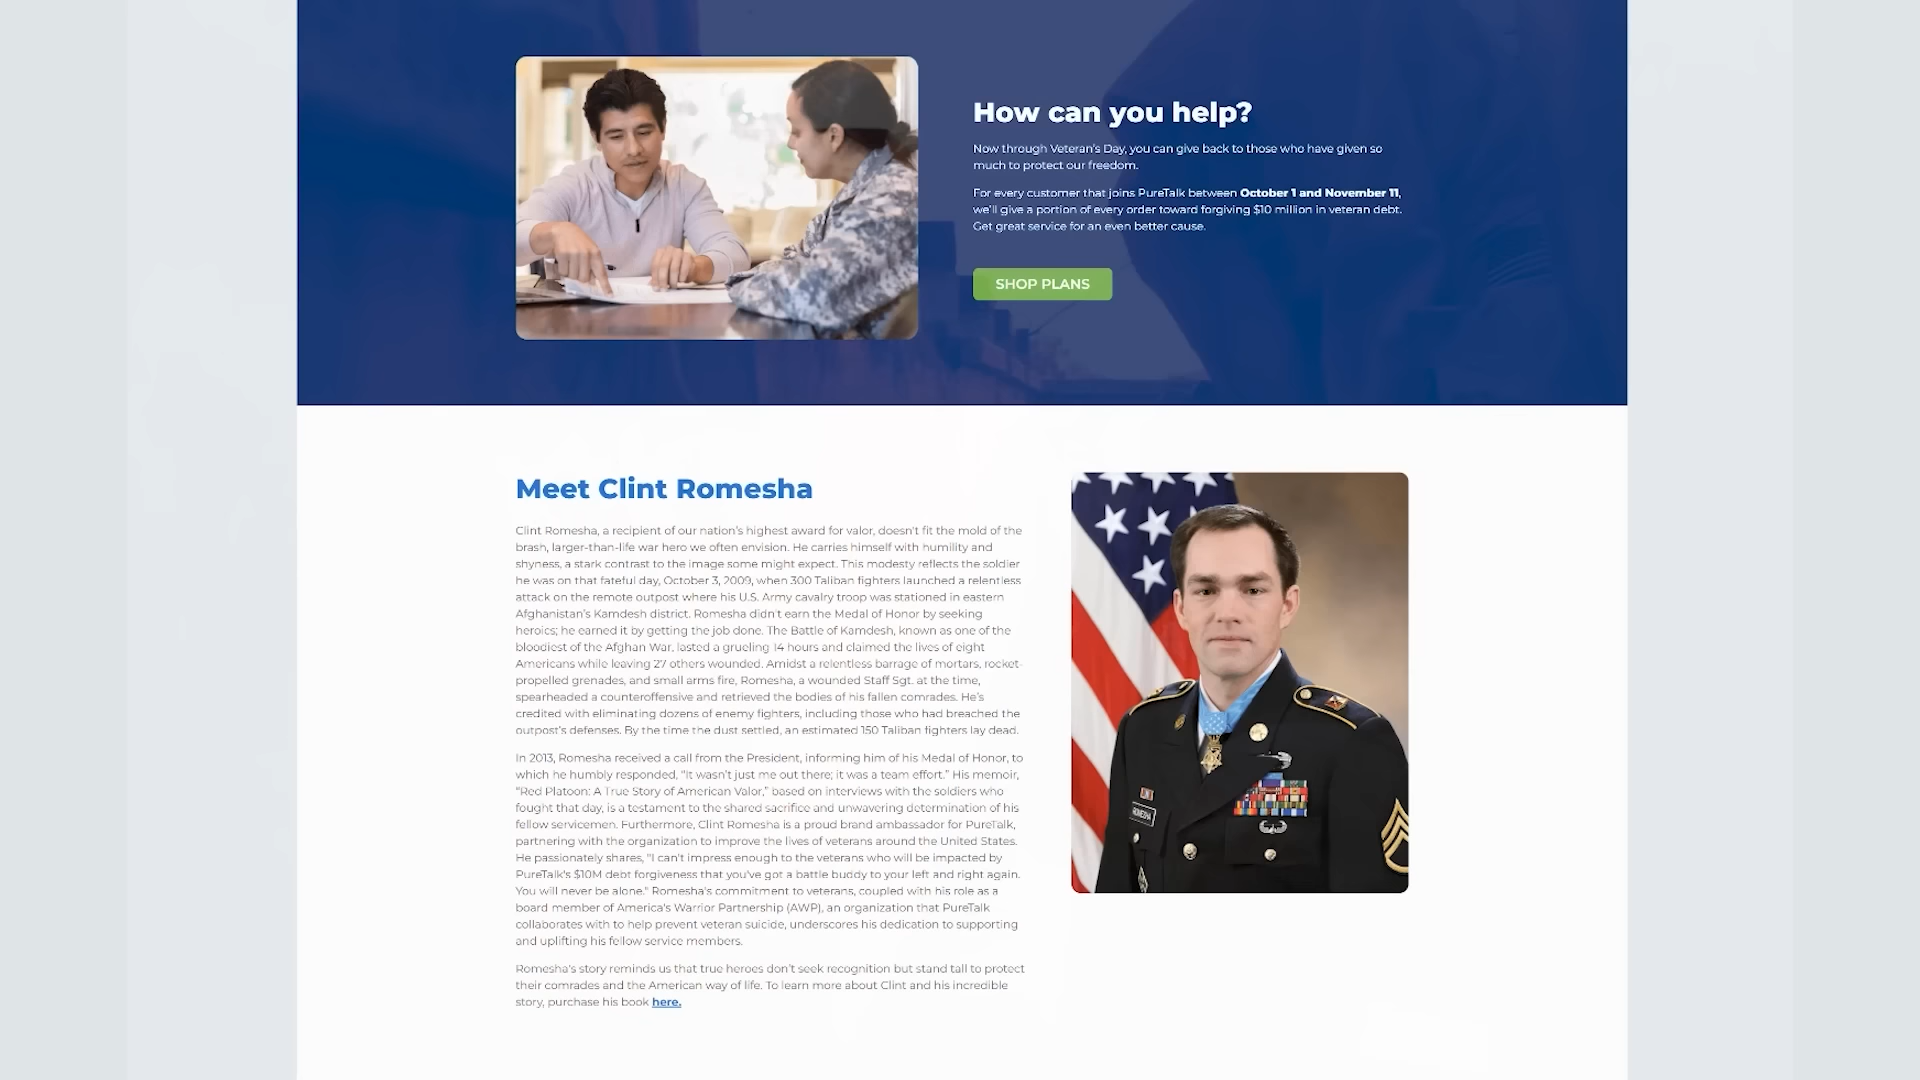 How can you help?
Now through Veteran's Day, you can give back to those who have given so
much to protect our freedom.
For every customer that joins PureTalk between October 1 and November 11,
we'll give a portion of every order toward forgiving $10 million in veteran debt.
Get great service for an even better cause.
SHOP PLANS
Meet Clint Romesha
Clint Romesha, a recipient of our nation's highest award for valor, doesn't fit the mold of the
brash, larger-than-life war hero we often envision. He carries himself with humility and
shyness, a stark contrast to the image some might expect. This modesty reflects the soldier
he was on that fateful day, October 3, 2009, when 300 Taliban fighters launched a relentless
attack on the remote outpost where his U.S. Army cavalry troop was stationed in eastern
Afghanistan's Kamdesh district. Romesha didn't earn the Medal of Honor by seeking
heroics; he earned it by getting the job done. The Battle of Kamdesh, known as one of the
bloodiest of the Afghan War, lasted a grueling 14 hours and claimed the lives of eight
Americans while leaving 27 others wounded. Amidst a relentless barrage of mortars, rocket-
propelled grenades, and small arms fire, Romesha, a wounded Staff Sgt. at the time,
spearheaded a counteroffensive and retrieved the bodies of his fallen comrades. He's
credited with eliminating dozens of enemy fighters, including those who had breached the
outpost's defenses. By the time the dust settled, an estimated 150 Taliban fighters lay dead.
In 2013, Romesha received a call from the President, informing him of his Medal of Honor, to
which he humbly responded, "It wasn't just me out there; it was a team effort." His memoir,
"Red Platoon: A True Story of American Valor," based on interviews with the soldiers who
fought that day, is a testament to the shared sacrifice and unwavering determination of his
fellow servicemen. Furthermore, Clint Romesha is a proud brand ambassador for PureTalk,
partnering with the organization to improve the lives of veterans around the United States.
He passionately shares, "I can't impress enough to the veterans who will be impacted by
PureTalk's $10M debt forgiveness that you've got a battle buddy to your left and right again.
You will never be alone." Romesha's commitment to veterans, coupled with his role as a
board member of America's Warrior Partnership (AWP), an organization that PureTalk
collaborates with to help prevent veteran suicide, underscores his dedication to supporting
and uplifting his fellow service members.
Romesha's story reminds us that true heroes don't seek recognition but stand tall to protect
their comrades and the American way of life. To learn more about Clint and his incredible
story, purchase his book here.
ROMESHA